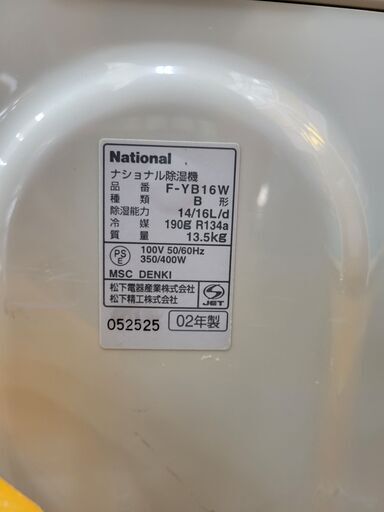 National
ナショナル除湿機
品 番 F-YB16W
種 類 B 形
除湿能力 14/16L/d
冷 媒 190g R134a
質 量 13.5kg
PS E 100V 50/60Hz
350/400W
MSC DENKI
松下電器産業株式会社
松下精工株式会社
JET
052525 02年製